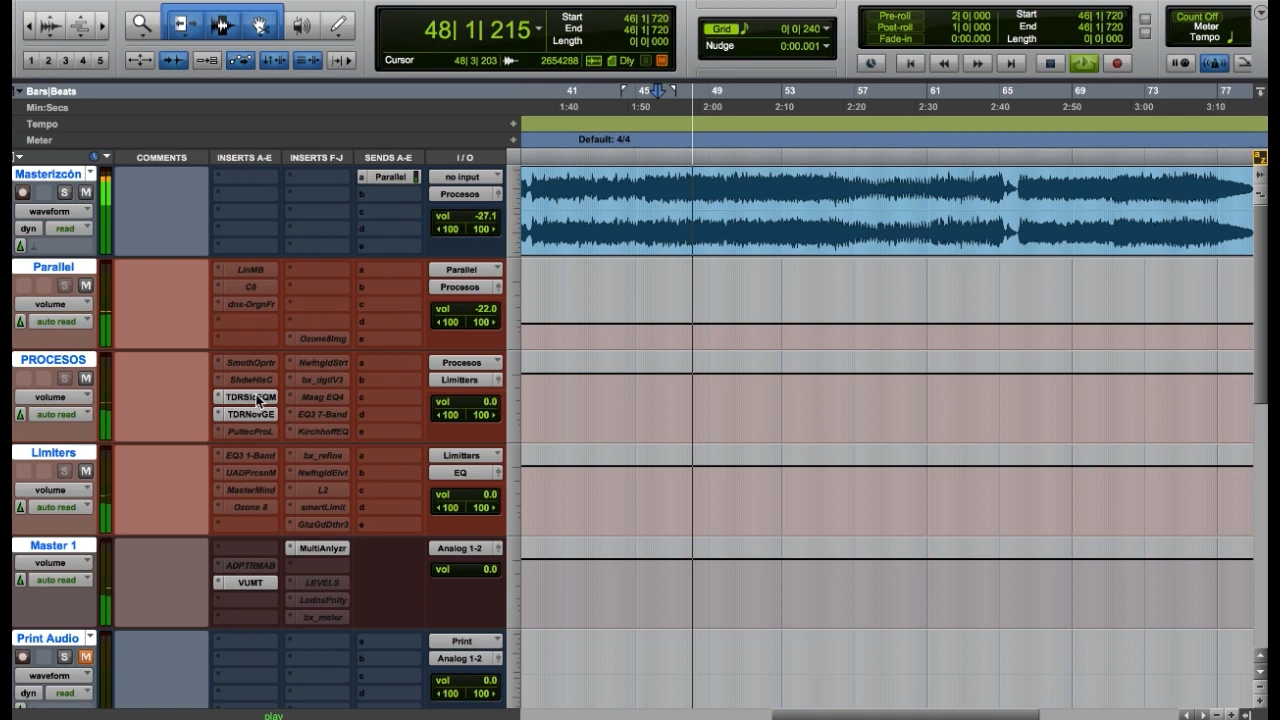 48| 1| 215
Start 46| 1| 720
End 46| 1| 720
Length 0| 0| 000
Cursor 48| 3| 203 2654288 Dly S M
Grid 0| 0| 240
Nudge 0:00.001
Pre-roll 2| 0| 000
Post-roll 1| 0| 000
Fade-in 0:00.000
Start 46| 1| 720
End 46| 1| 720
Length 0| 0| 000
Count Off
Meter
Tempo
1 2 3 4 5
Bars|Beats 41 45 49 53 57 61 65 69 73 77
Min:Secs 1:40 1:50 2:00 2:10 2:20 2:30 2:40 2:50 3:00 3:10
Tempo
Meter Default: 4/4
COMMENTS INSERTS A-E INSERTS F-J SENDS A-E I / O
a z
Masterizcón a Parallel no input
S M b Procesos
waveform c vol -27.1
dyn read d 100 100
e
Parallel LinMB a Parallel
S M C6 b Procesos
volume dns-DrgnFr c vol -22.0
auto read d 100 100
Ozone8Img e
PROCESOS SmothOprtr NwfngldStrt a Procesos
S M ShdwHlsC bx_dgtlV3 b Limitters
volume TDRSlckEQM Maag EQ4 c vol 0.0
auto read TDRNovGE EQ3 7-Band d 100 100
PultecProL KirchhoffEQ e
Limiters EQ3 1-Band bx_refine a Limitters
S M UADPrcsnM NwfngldElvt b EQ
volume MasterMind L2 c vol 0.0
auto read Ozone 8 smartLimit d 100 100
GhzGdDthr3 e
Master 1 MultiAnlyzr Analog 1-2
volume ADPTRMAB vol 0.0
auto read VUMT LEVELS
LodnsPnlty
bx_meter
Print Audio a Print
S M b Analog 1-2
waveform c vol 0.0
dyn read d 100 100
play